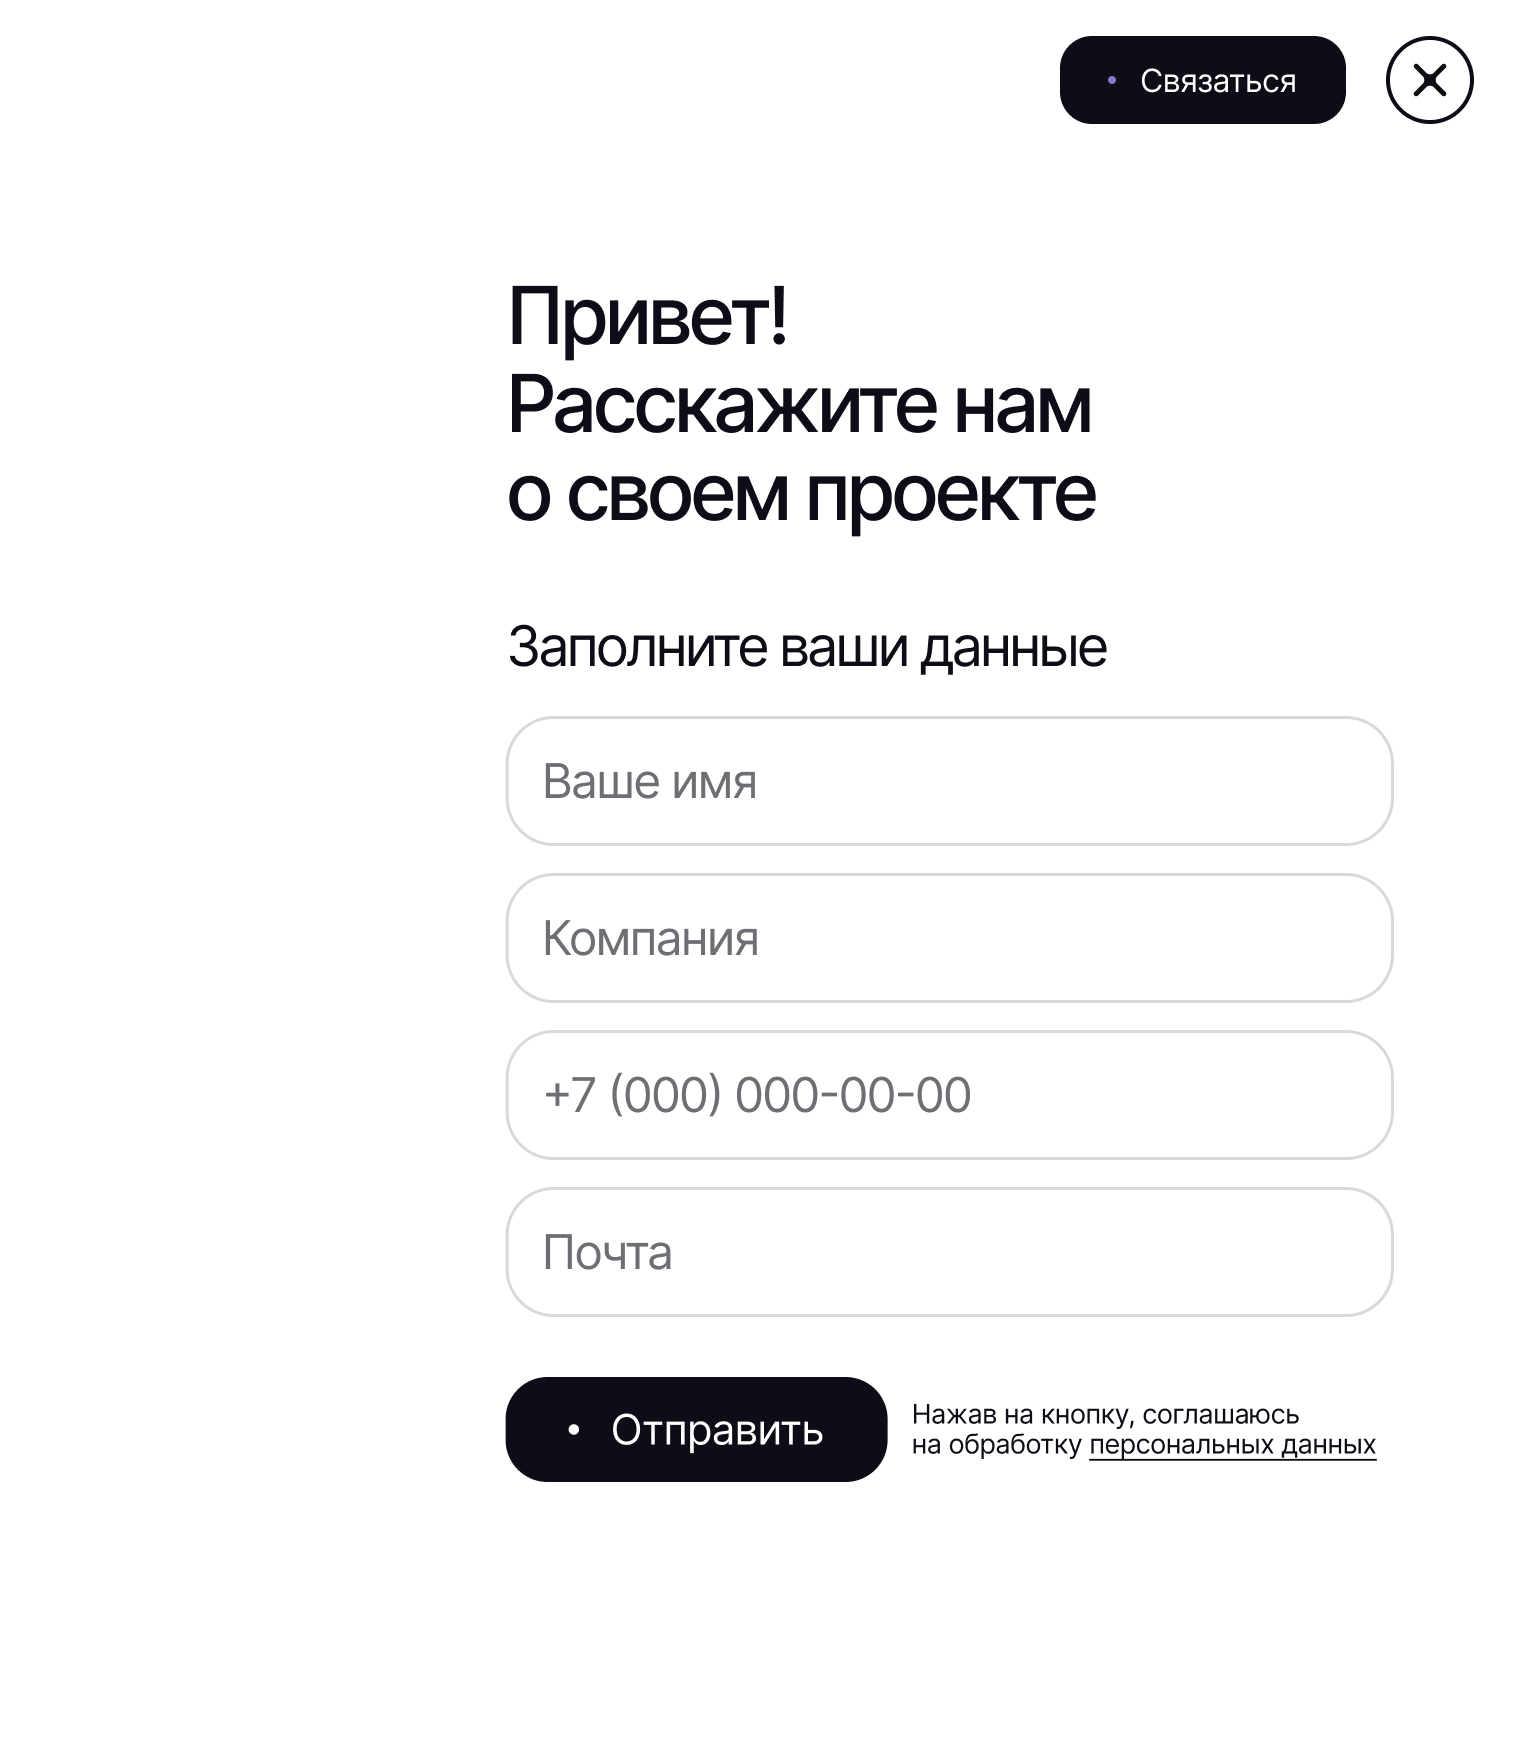 Связаться
Привет!
Расскажите нам
о своем проекте
Заполните ваши данные
Ваше имя
Компания
+7 (000) 000-00-00
Почта
Отправить
Нажав на кнопку, соглашаюсь
на обработку персональных данных